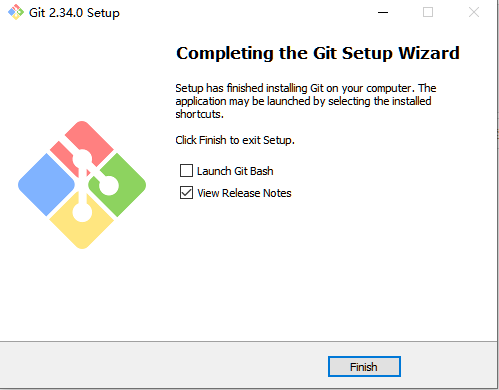 Git 2.34.0 Setup
Completing the Git Setup Wizard
Setup has finished installing Git on your computer. The
application may be launched by selecting the installed
shortcuts.
Click Finish to exit Setup.
Launch Git Bash
View Release Notes
Finish